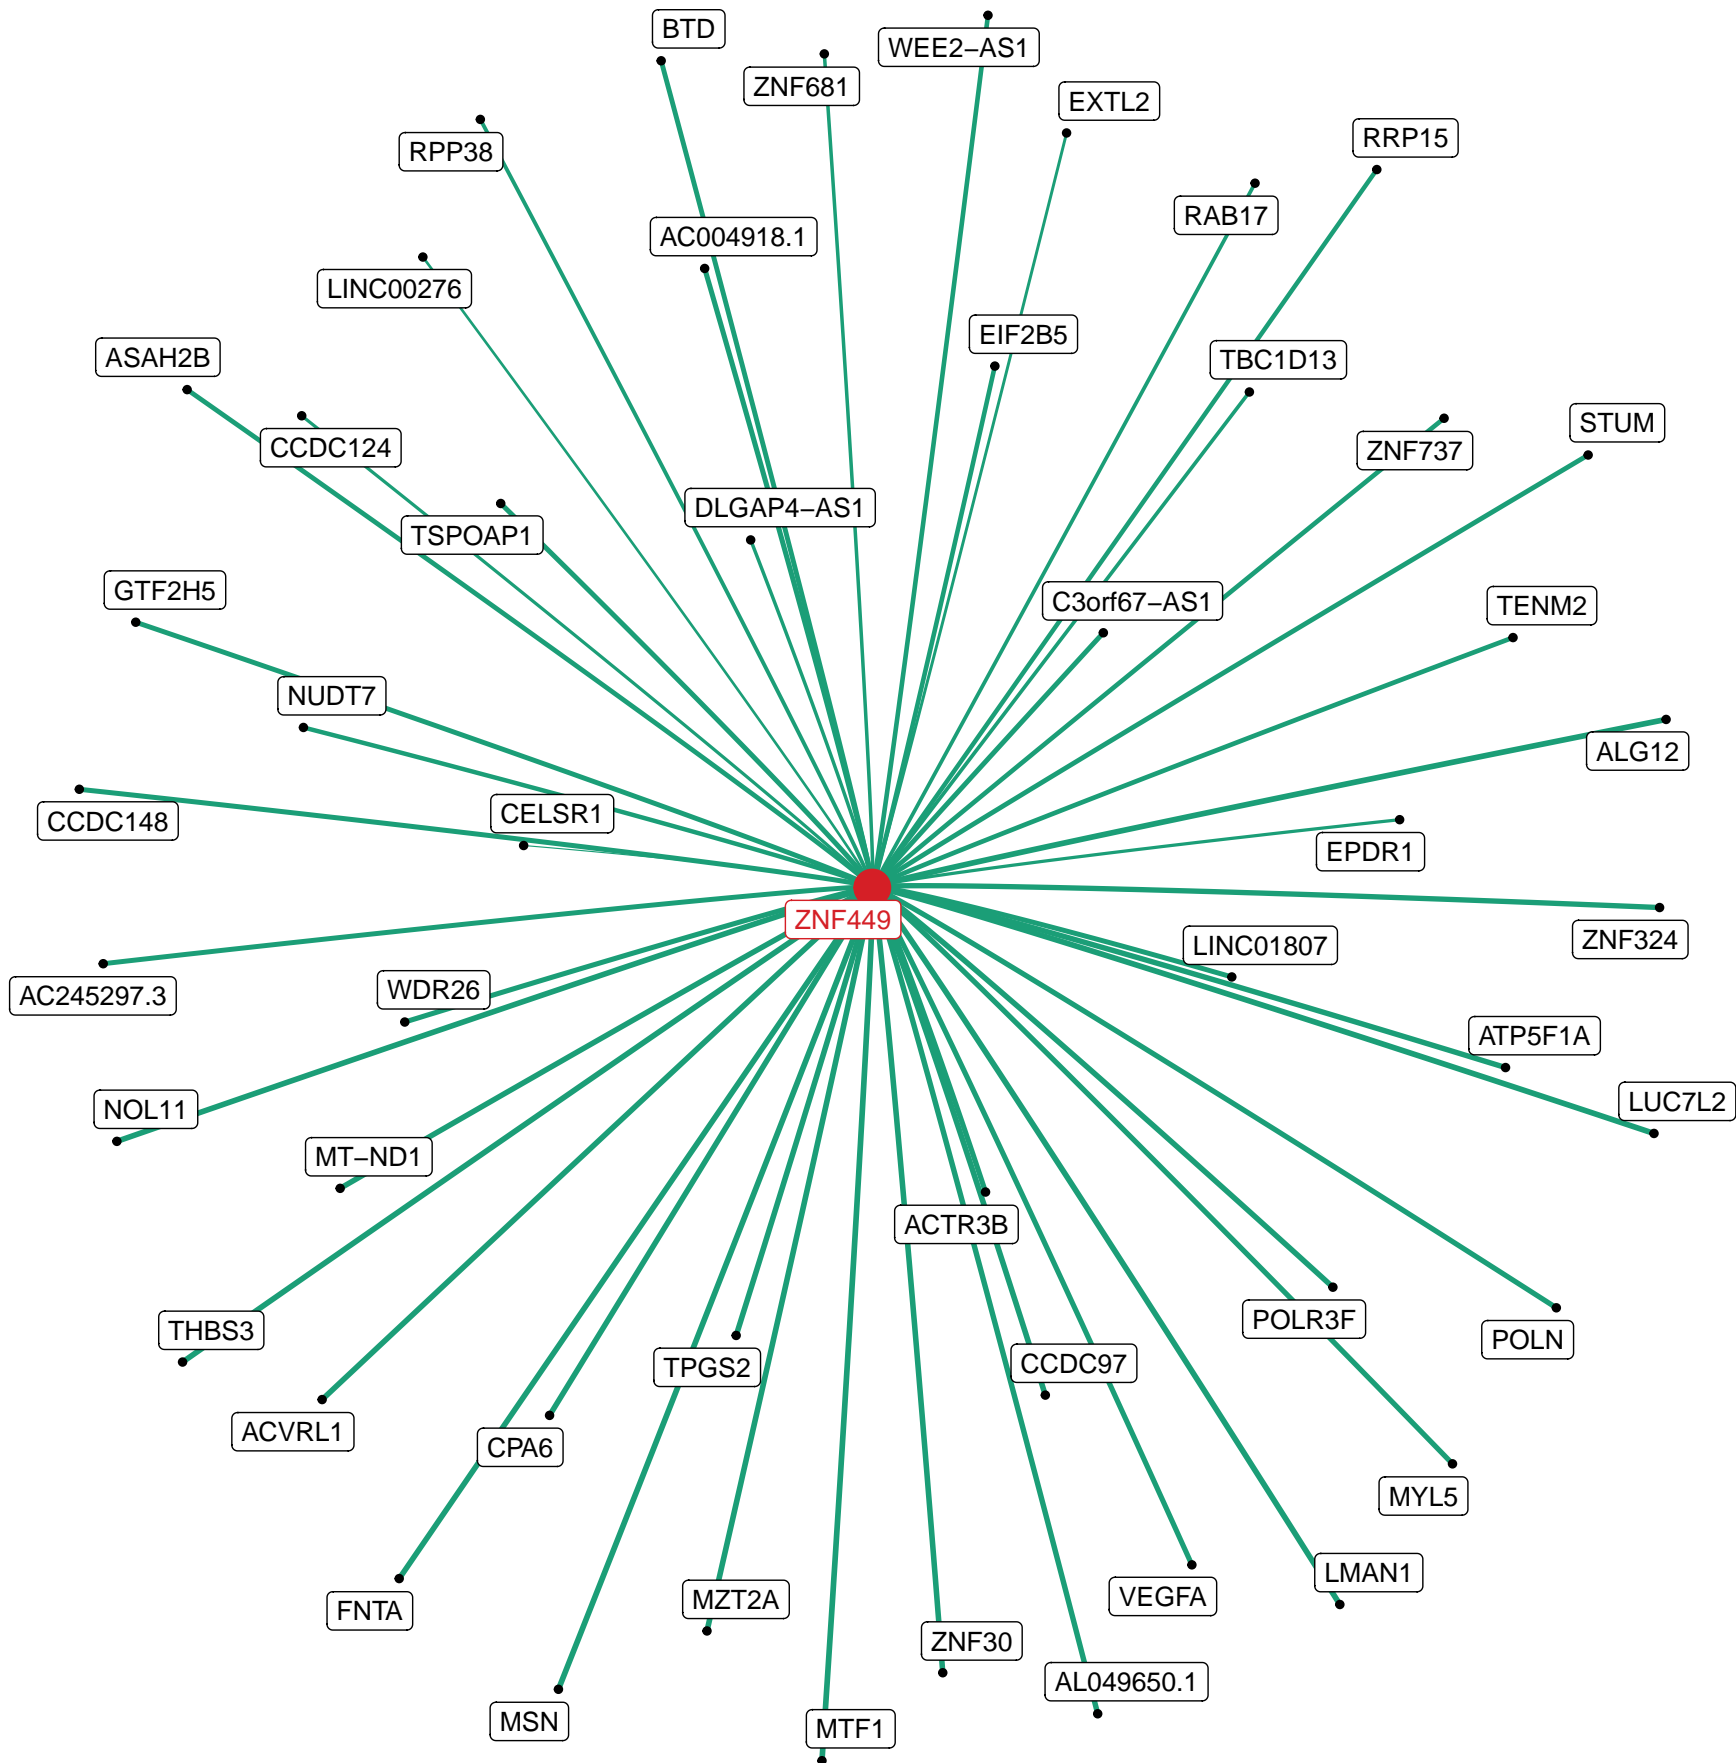 BTD
WEE2–AS1
ZNF681
EXTL2
RRP15
RPP38
RAB17
AC004918.1
LINC00276
EIF2B5
ASAH2B
TBC1D13
STUM
CCDC124
ZNF737
DLGAP4–AS1
TSPOAP1
GTF2H5
C3orf67–AS1
TENM2
NUDT7
ALG12
CELSR1
CCDC148
EPDR1
ZNF449
ZNF324
LINC01807
WDR26
AC245297.3
ATP5F1A
LUC7L2
NOL11
MT–ND1
ACTR3B
POLR3F
THBS3
POLN
CCDC97
TPGS2
ACVRL1
CPA6
MYL5
LMAN1
VEGFA
MZT2A
FNTA
ZNF30
AL049650.1
MSN
MTF1